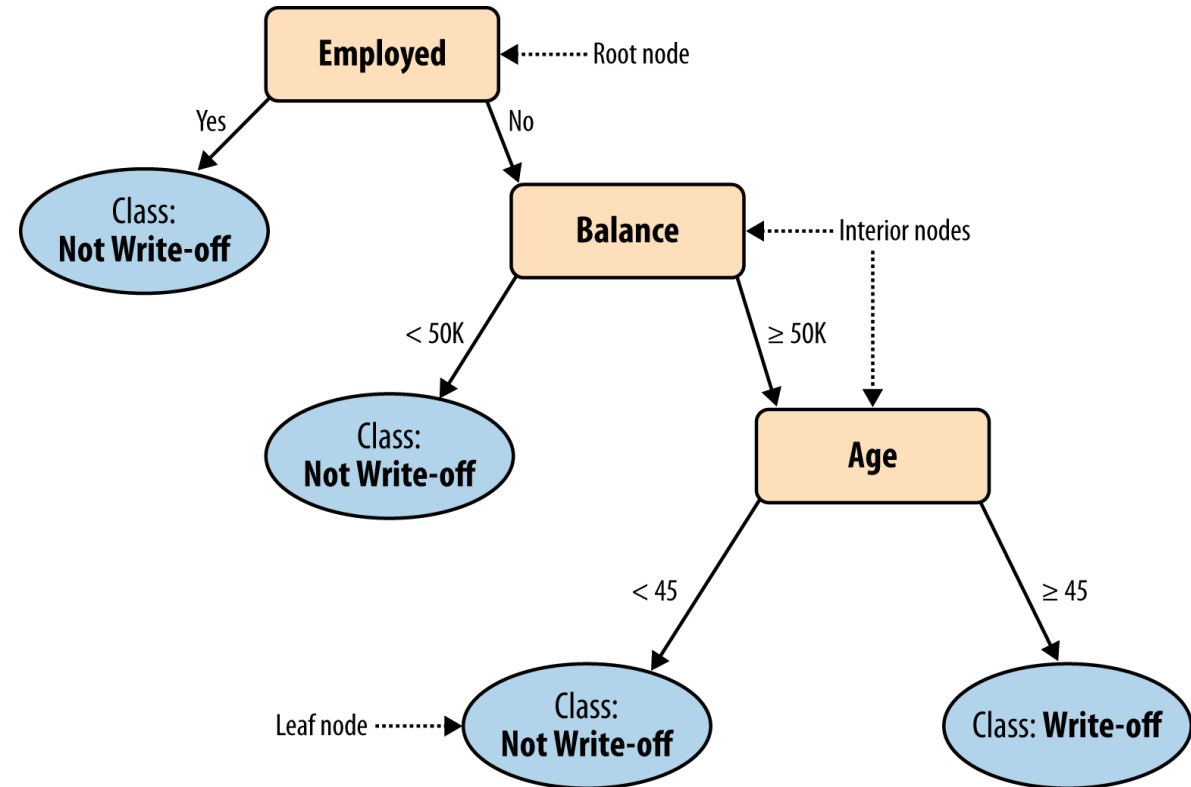 Employed
Root node
Yes
No
Class:
Not Write-off
Balance
Interior nodes
< 50K
≥ 50K
Class:
Not Write-off
Age
< 45
≥ 45
Leaf node
Class:
Not Write-off
Class: Write-off